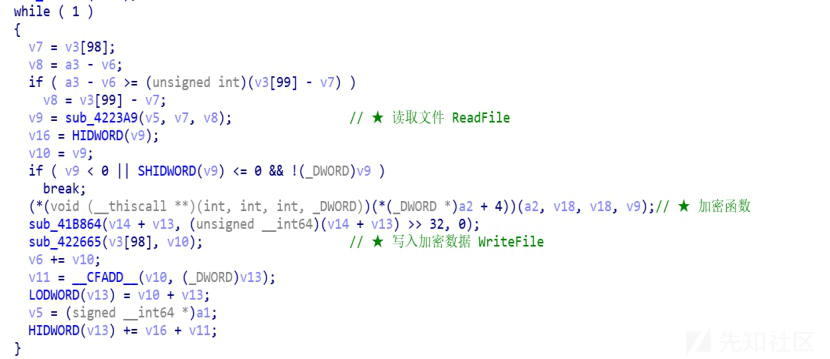 while ( 1 )
{
  v7 = v3[98];
  v8 = a3 - v6;
  if ( a3 - v6 >= (unsigned int)(v3[99] - v7) )
    v8 = v3[99] - v7;
  v9 = sub_4223A9(v5, v7, v8);                // ★ 读取文件 ReadFile
  v16 = HIDWORD(v9);
  v10 = v9;
  if ( v9 < 0 || SHIDWORD(v9) <= 0 && !(_DWORD)v9 )
    break;
  (*(void (__thiscall **)(int, int, int, _DWORD))(*(_DWORD *)a2 + 4))(a2, v18, v18, v9);// ★ 加密函数
  sub_41B864(v14 + v13, (unsigned __int64)(v14 + v13) >> 32, 0);
  sub_422665(v3[98], v10);                    // ★ 写入加密数据 WriteFile
  v6 += v10;
  v11 = __CFADD__(v10, (_DWORD)v13);
  LODWORD(v13) = v10 + v13;
  v5 = (signed __int64 *)a1;
  HIDWORD(v13) += v16 + v11;
}
先知社区